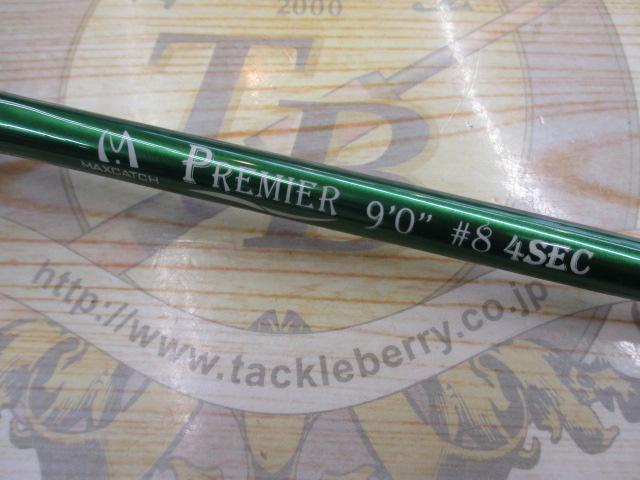 2000
TB
M
MAXCATCH
PREMIER 9'0" #8 4SEC
http://www.tackleberry.co.jp